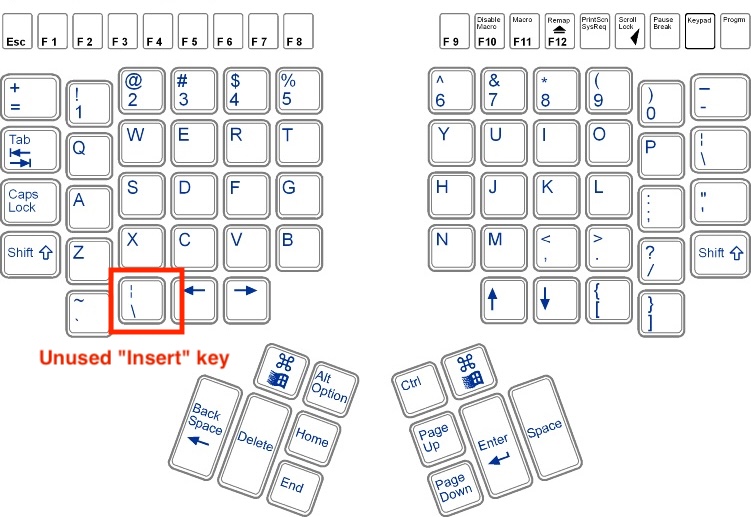 Esc F 1 F 2 F 3 F 4 F 5 F 6 F 7 F 8
F 9
Disable Macro F10
Macro F11
Remap F12
PrintScn SysReq
Scroll Lock
Pause Break
Keypad
Progrm
+ =
! 1
@ 2
# 3
$ 4
% 5
^ 6
& 7
* 8
( 9
) 0
_ -
Tab
Q W E R T
Y U I O P
¦ \
Caps Lock
A S D F G
H J K L
: ;
" '
Shift
Z X C V B
N M
< ,
> .
? /
Shift
~ `
¦ \
← →
↑ ↓
{ [
} ]
Unused "Insert" key
⌘
Alt Option
Ctrl
⌘
Back Space
Delete
Home
End
Page Up
Enter
Space
Page Down